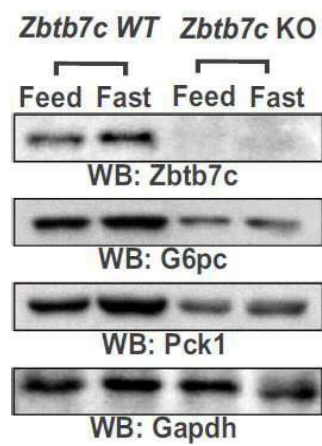 Zbtb7c WT Zbtb7c KO
Feed Fast Feed Fast
WB: Zbtb7c
WB: G6pc
WB: Pck1
WB: Gapdh